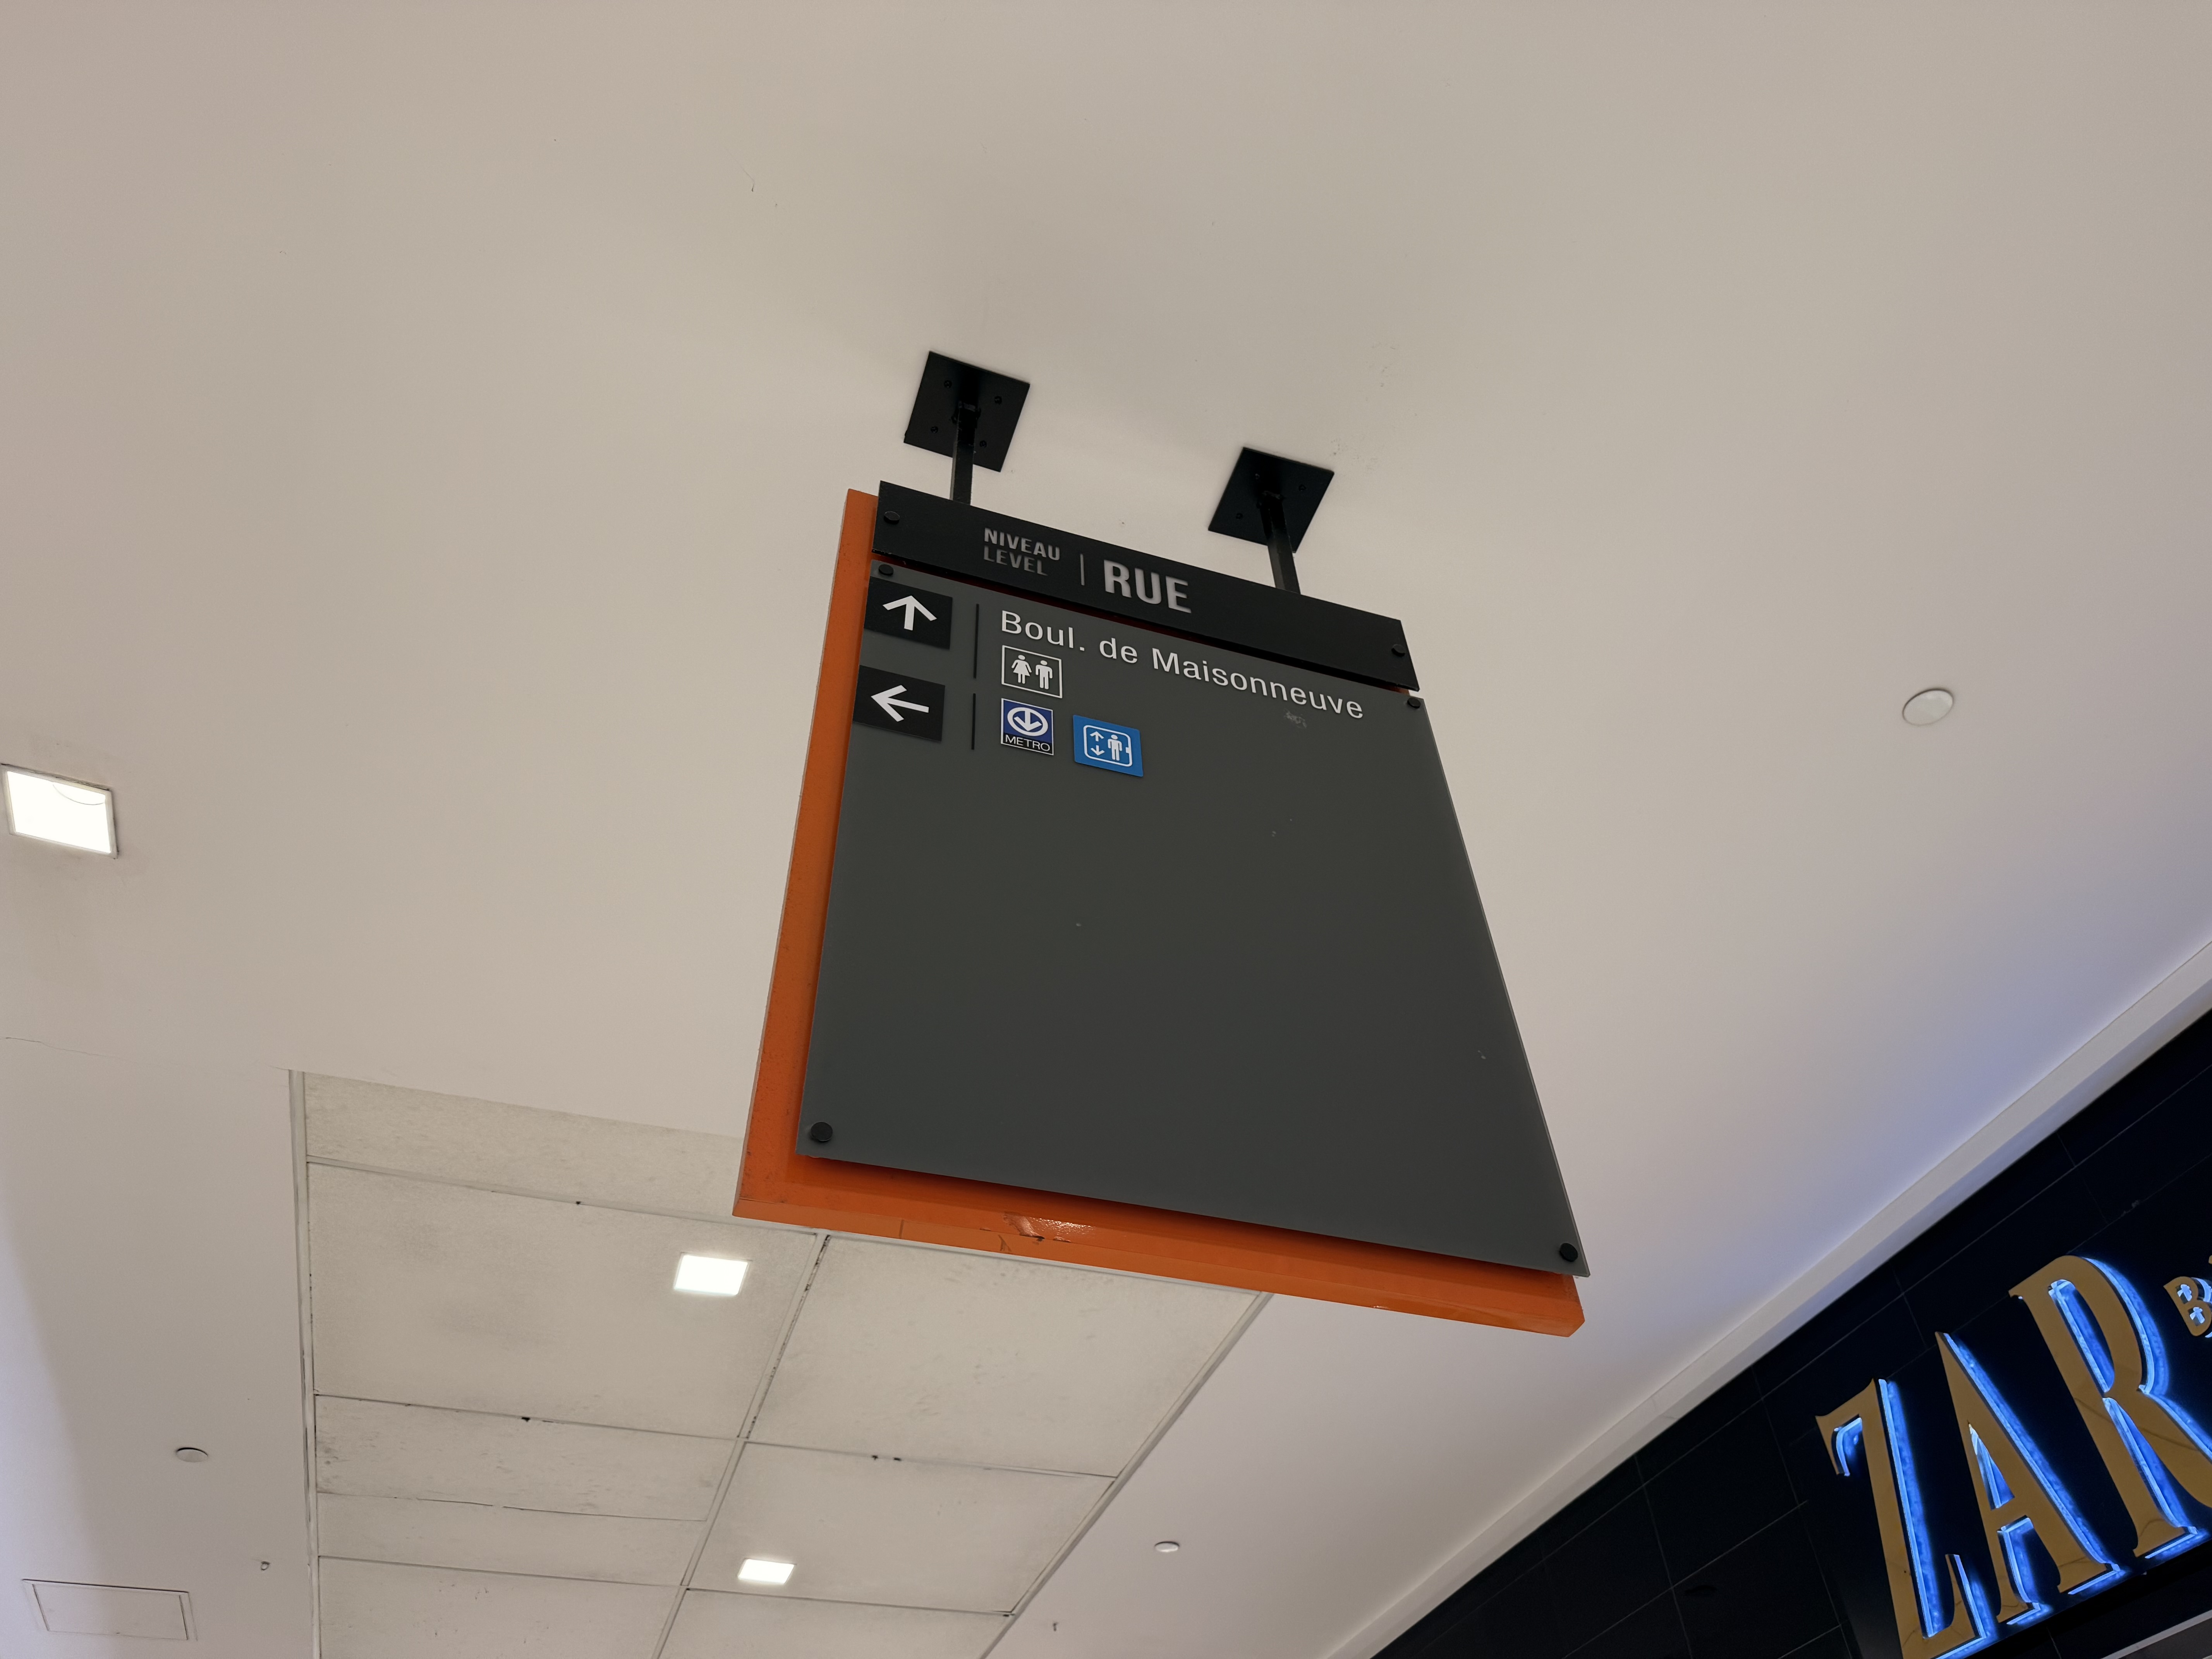 NIVEAU
LEVEL
RUE
Boul. de Maisonneuve
METRO
ZAR